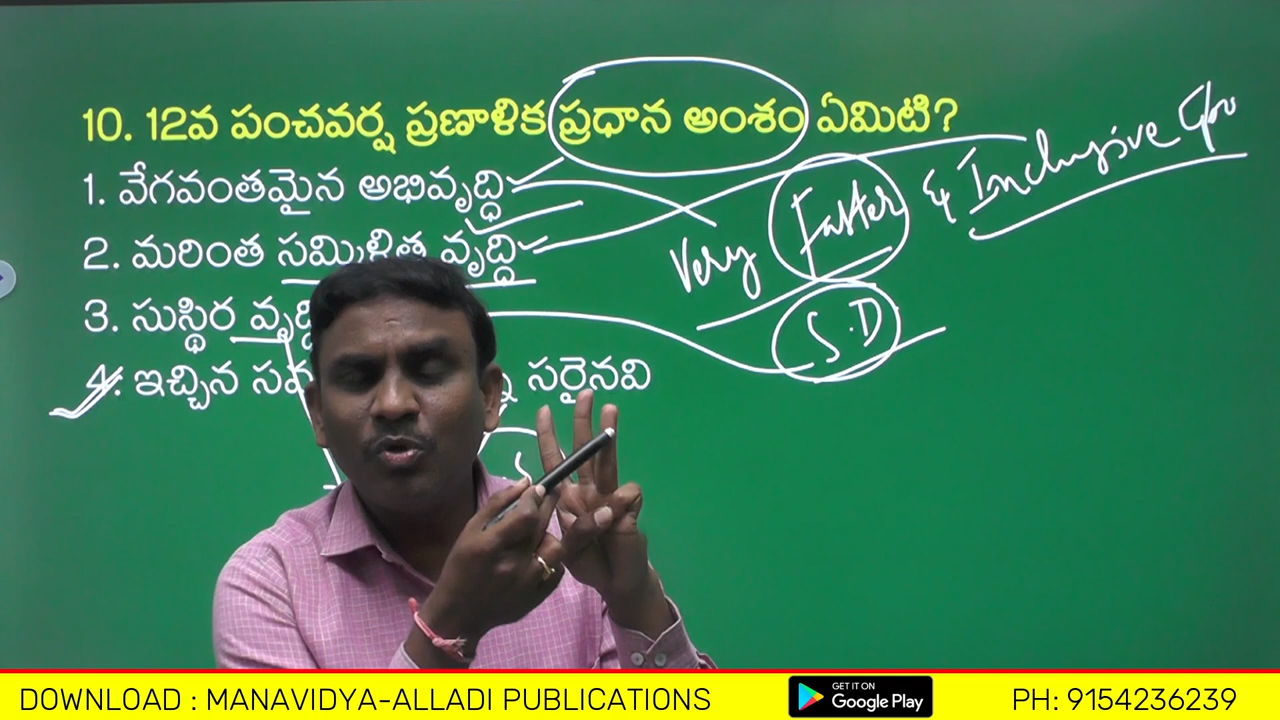 10. 12వ పంచవర్ష ప్రణాళిక ప్రధాన అంశం ఏమిటి?
1. వేగవంతమైన అభివృద్ధి
2. మరింత సమ్మిళిత వృద్ధి
Very Faster & Inclusive Gro
3. సుస్థిర
S.D
4. ఇచ్చిన సరైనవి
DOWNLOAD : MANAVIDYA-ALLADI PUBLICATIONS GET IT ON Google Play PH: 9154236239